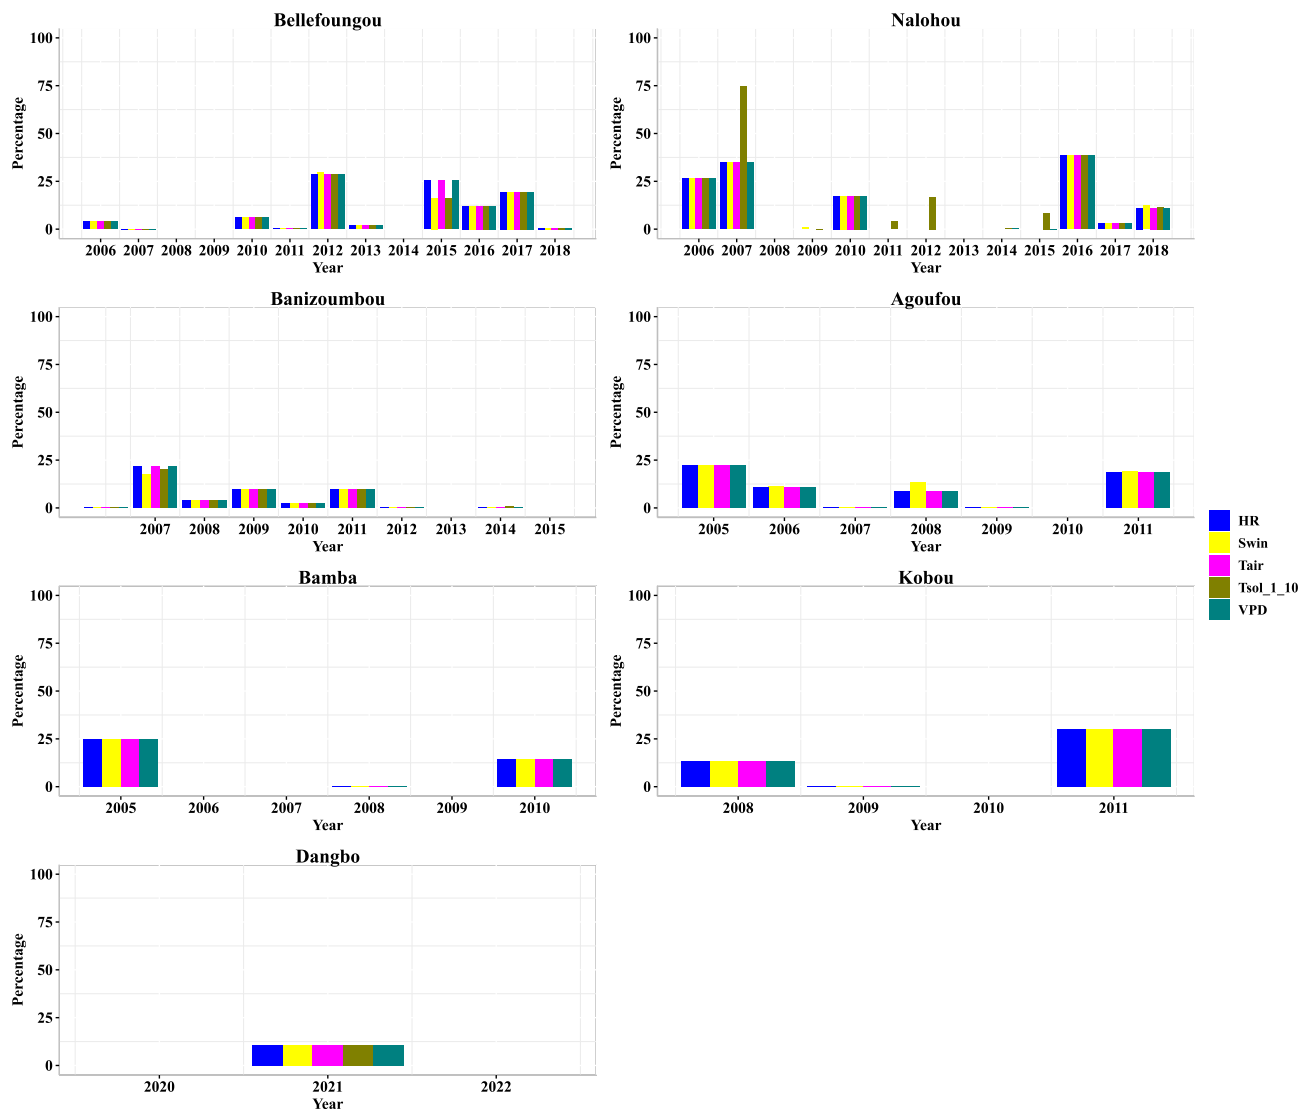 Bellefoungou
100
75
50
25
0
Percentage
2006 2007 2008 2009 2010 2011 2012 2013 2014 2015 2016 2017 2018
Year
Nalohou
100
75
50
25
0
Percentage
2006 2007 2008 2009 2010 2011 2012 2013 2014 2015 2016 2017 2018
Year
Banizoumbou
100
75
50
25
0
Percentage
2007 2008 2009 2010 2011 2012 2013 2014 2015
Year
Agoufou
100
75
50
25
0
Percentage
2005 2006 2007 2008 2009 2010 2011
Year
Bamba
100
75
50
25
0
Percentage
2005 2006 2007 2008 2009 2010
Year
Kobou
100
75
50
25
0
Percentage
2008 2009 2010 2011
Year
Dangbo
100
75
50
25
0
Percentage
2020 2021 2022
Year
HR
Swin
Tair
Tsol_1_10
VPD